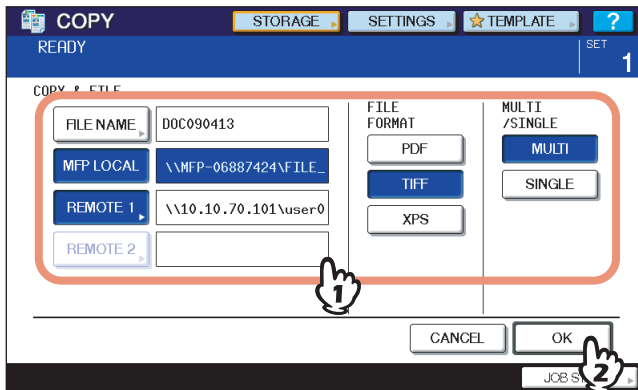 COPY STORAGE SETTINGS TEMPLATE ?
READY SET
1
COPY & FILE
FILE NAME DOC090413
MFP LOCAL \\MFP-06887424\FILE_
REMOTE 1 \\10.10.70.101\user0
REMOTE 2
FILE
FORMAT
PDF
TIFF
XPS
MULTI
/SINGLE
MULTI
SINGLE
1
CANCEL OK
2
JOB